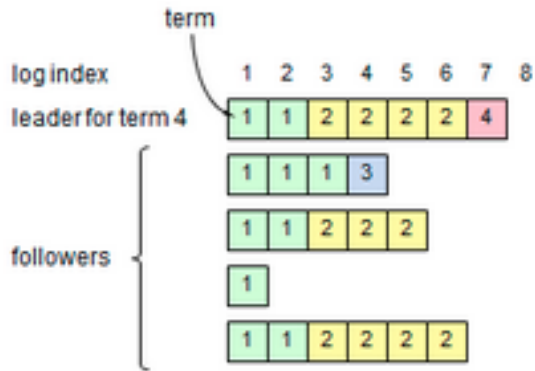 term
log index 1 2 3 4 5 6 7 8
leader for term 4 1 1 2 2 2 2 4
1 1 1 3
1 1 2 2 2
followers
1
1 1 2 2 2 2